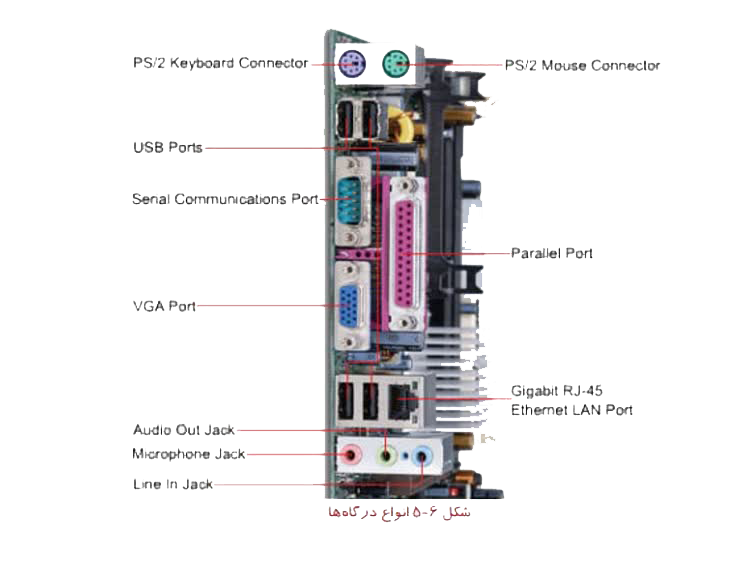 PS/2 Keyboard Connector
PS/2 Mouse Connector
USB Ports
Serial Communications Port
Parallel Port
VGA Port
Gigabit RJ-45
Ethernet LAN Port
Audio Out Jack
Microphone Jack
Line In Jack
شکل ۶-۵ انواع درگاه‌ها